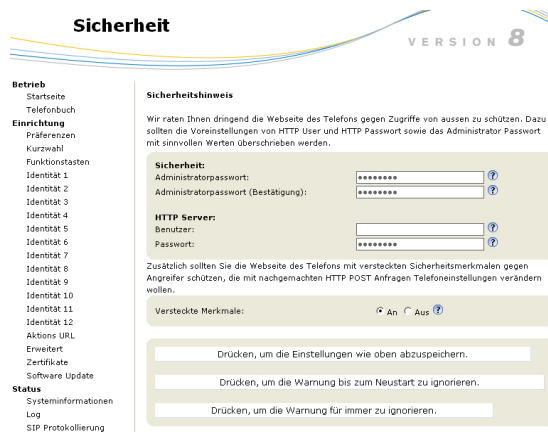 Sicherheit
VERSION 8
Betrieb
Startseite
Telefonbuch
Einrichtung
Präferenzen
Kurzwahl
Funktionstasten
Identität 1
Identität 2
Identität 3
Identität 4
Identität 5
Identität 6
Identität 7
Identität 8
Identität 9
Identität 10
Identität 11
Identität 12
Aktions URL
Erweitert
Zertifikate
Software Update
Status
Systeminformationen
Log
SIP Protokollierung
Sicherheitshinweis
Wir raten Ihnen dringend die Webseite des Telefons gegen Zugriffe von aussen zu schützen. Dazu
sollten die Voreinstellungen von HTTP User und HTTP Passwort sowie das Administrator Passwort
mit sinnvollen Werten überschrieben werden.
Sicherheit:
Administratorpasswort: ?
Administratorpasswort (Bestätigung): ?
HTTP Server:
Benutzer: ?
Passwort: ?
Zusätzlich sollten Sie die Webseite des Telefons mit versteckten Sicherheitsmerkmalen gegen
Angreifer schützen, die mit nachgemachten HTTP POST Anfragen Telefoneinstellungen verändern
wollen.
Versteckte Merkmale: An Aus ?
Drücken, um die Einstellungen wie oben abzuspeichern.
Drücken, um die Warnung bis zum Neustart zu ignorieren.
Drücken, um die Warnung für immer zu ignorieren.